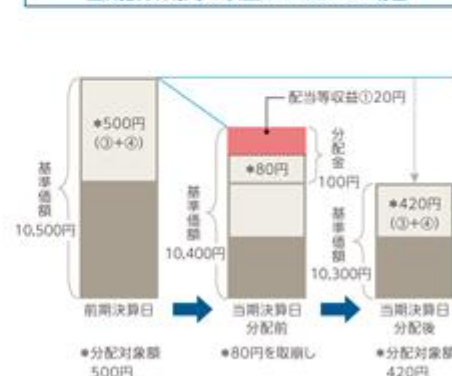 配当等収益①20円
*500円
(③+④)
分配金
100円
*80円
基準価額
10,500円
基準価額
10,400円
基準価額
10,300円
*420円
(③+④)
前期決算日
当期決算日
分配前
当期決算日
分配後
*分配対象額
500円
*80円を取崩し
*分配対象額
420円